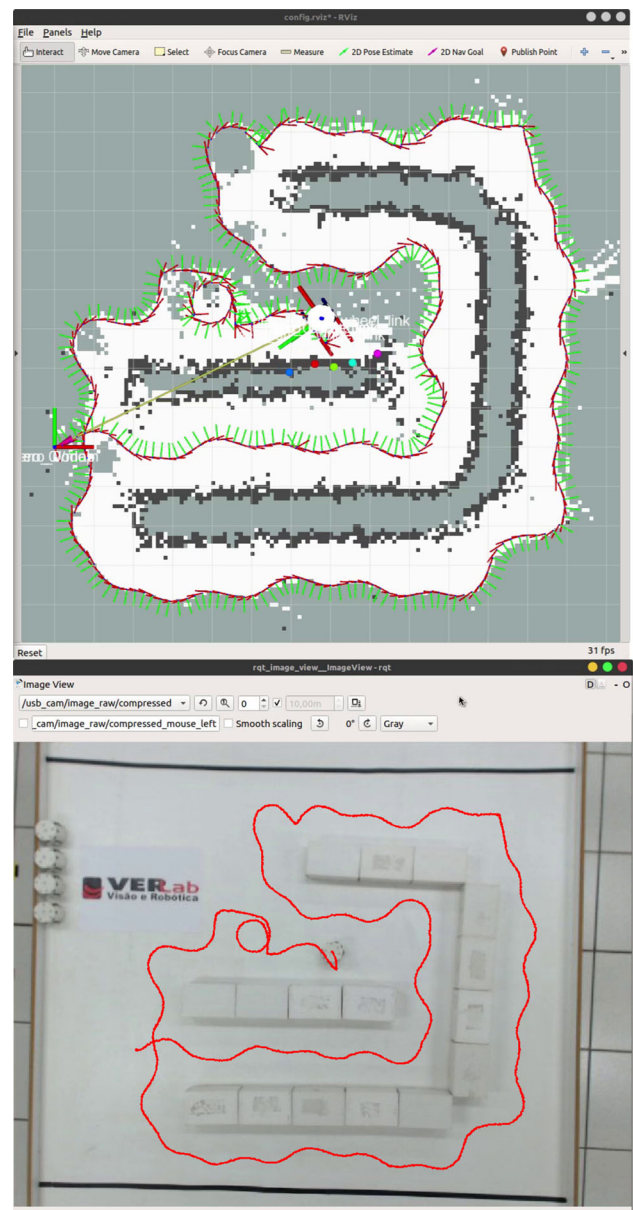 config.rviz* - RViz
File Panels Help
Interact Move Camera Select Focus Camera Measure 2D Pose Estimate 2D Nav Goal Publish Point »
Reset 31 fps
rqt_image_view__ImageView - rqt
Image View D - O
/usb_cam/image_raw/compressed 0 10,00m
_cam/image_raw/compressed_mouse_left Smooth scaling 0° Gray
VERLab
Visão e Robótica